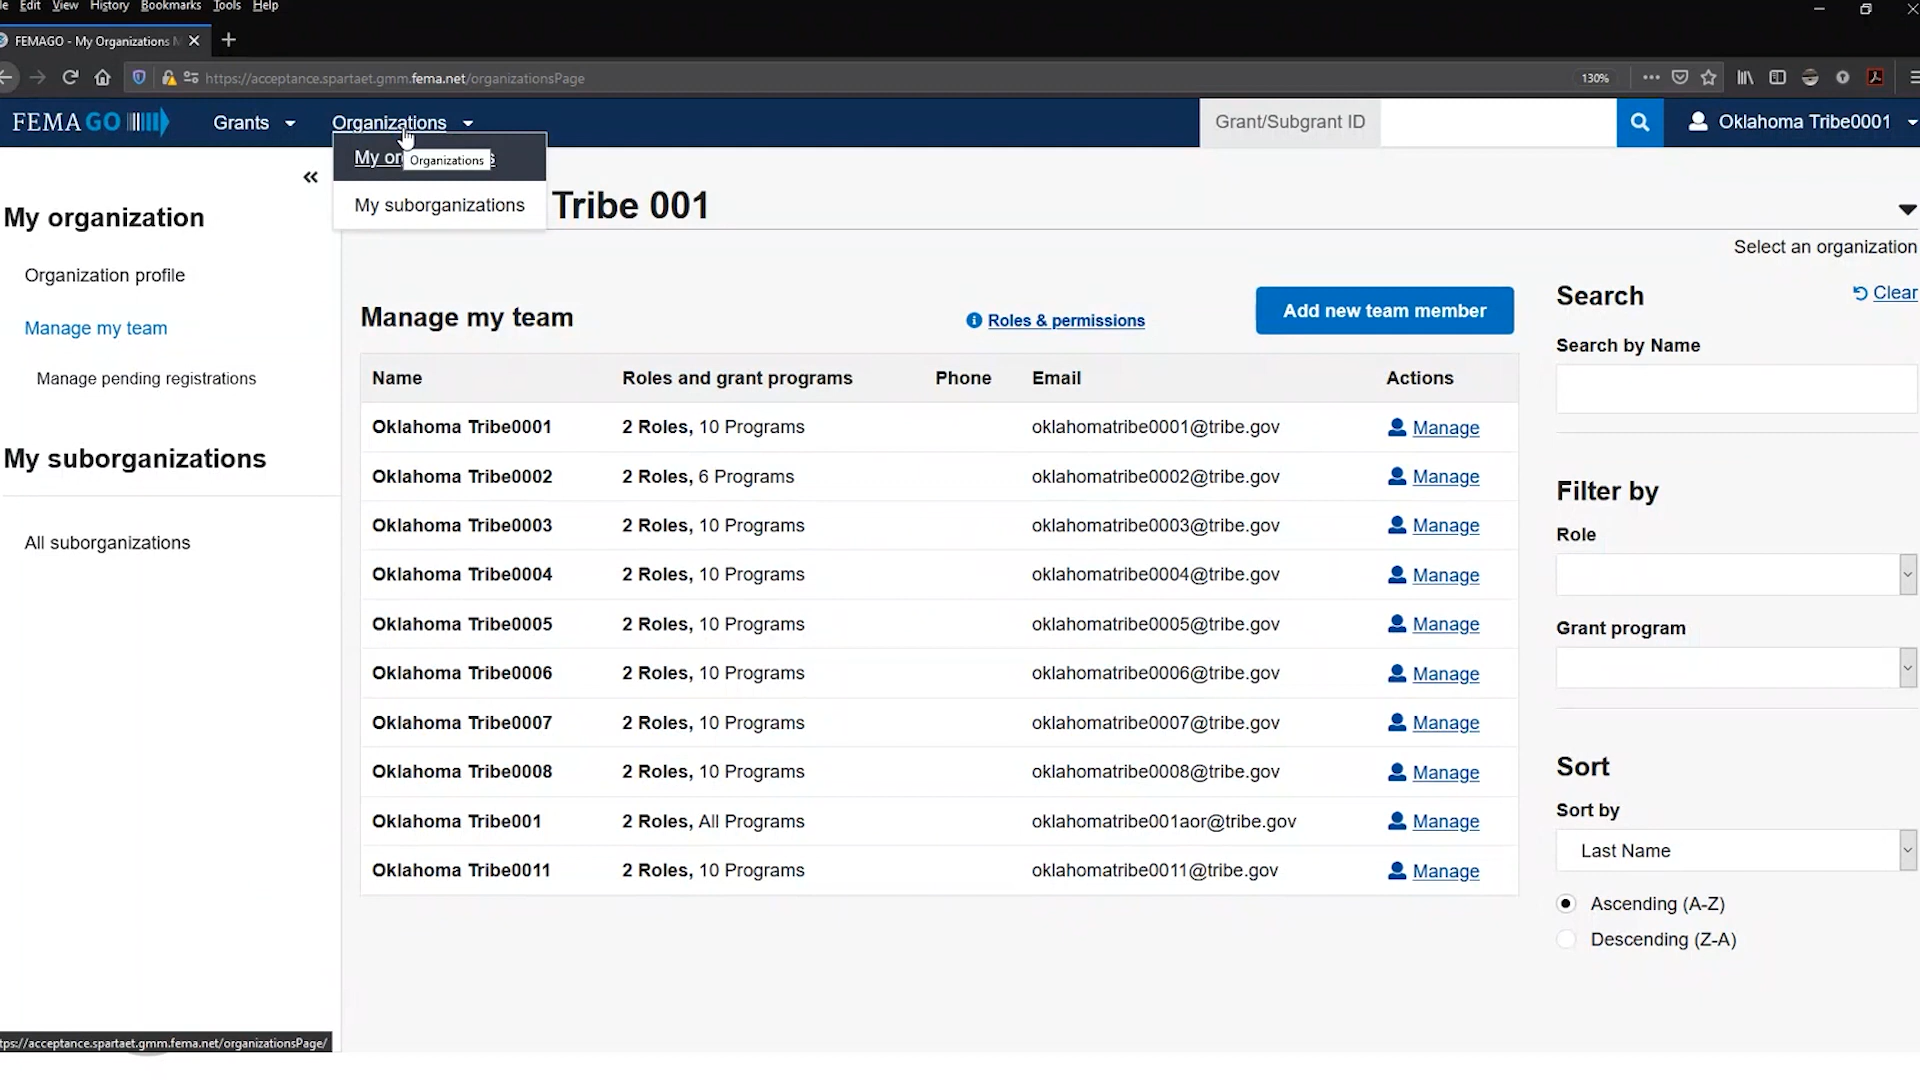 Edit View History Bookmarks Tools Help
FEMAGO - My Organizations
https://acceptance.spartaet.gmm.fema.net/organizationsPage
130%
FEMA GO
Grants
Organizations
Grant/Subgrant ID
Oklahoma Tribe0001
Organizations
My suborganizations
Tribe 001
Select an organization
My organization
Organization profile
Manage my team
Manage pending registrations
My suborganizations
All suborganizations
Manage my team
Roles & permissions
Add new team member
Name Roles and grant programs Phone Email Actions
Oklahoma Tribe0001 2 Roles, 10 Programs oklahomatribe0001@tribe.gov Manage
Oklahoma Tribe0002 2 Roles, 6 Programs oklahomatribe0002@tribe.gov Manage
Oklahoma Tribe0003 2 Roles, 10 Programs oklahomatribe0003@tribe.gov Manage
Oklahoma Tribe0004 2 Roles, 10 Programs oklahomatribe0004@tribe.gov Manage
Oklahoma Tribe0005 2 Roles, 10 Programs oklahomatribe0005@tribe.gov Manage
Oklahoma Tribe0006 2 Roles, 10 Programs oklahomatribe0006@tribe.gov Manage
Oklahoma Tribe0007 2 Roles, 10 Programs oklahomatribe0007@tribe.gov Manage
Oklahoma Tribe0008 2 Roles, 10 Programs oklahomatribe0008@tribe.gov Manage
Oklahoma Tribe001 2 Roles, All Programs oklahomatribe001aor@tribe.gov Manage
Oklahoma Tribe0011 2 Roles, 10 Programs oklahomatribe0011@tribe.gov Manage
Search
Clear
Search by Name
Filter by
Role
Grant program
Sort
Sort by
Last Name
Ascending (A-Z)
Descending (Z-A)
tps://acceptance.spartaet.gmm.fema.net/organizationsPage/